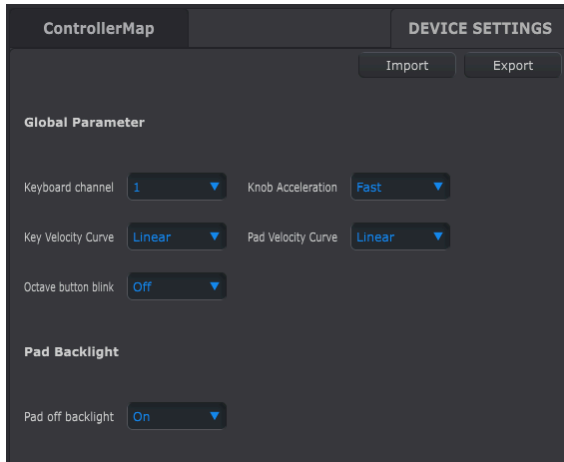 ControllerMap DEVICE SETTINGS
Import Export
Global Parameter
Keyboard channel 1 Knob Acceleration Fast
Key Velocity Curve Linear Pad Velocity Curve Linear
Octave button blink Off
Pad Backlight
Pad off backlight On